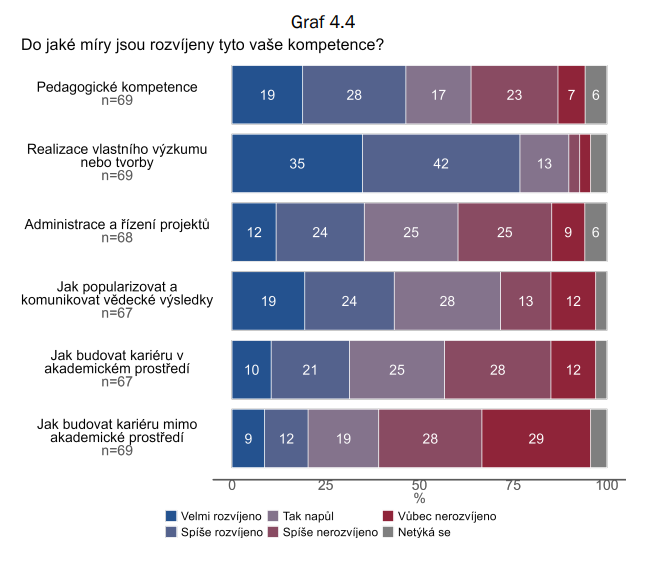 Graf 4.4
Do jaké míry jsou rozvíjeny tyto vaše kompetence?
Pedagogické kompetence
n=69
19 28 17 23 7 6
Realizace vlastního výzkumu
nebo tvorby
n=69
35 42 13
Administrace a řízení projektů
n=68
12 24 25 25 9 6
Jak popularizovat a
komunikovat vědecké výsledky
n=67
19 24 28 13 12
Jak budovat kariéru v
akademickém prostředí
n=67
10 21 25 28 12
Jak budovat kariéru mimo
akademické prostředí
n=69
9 12 19 28 29
0 25 50 75 100
%
Velmi rozvíjeno Tak napůl Vůbec nerozvíjeno
Spíše rozvíjeno Spíše nerozvíjeno Netýká se